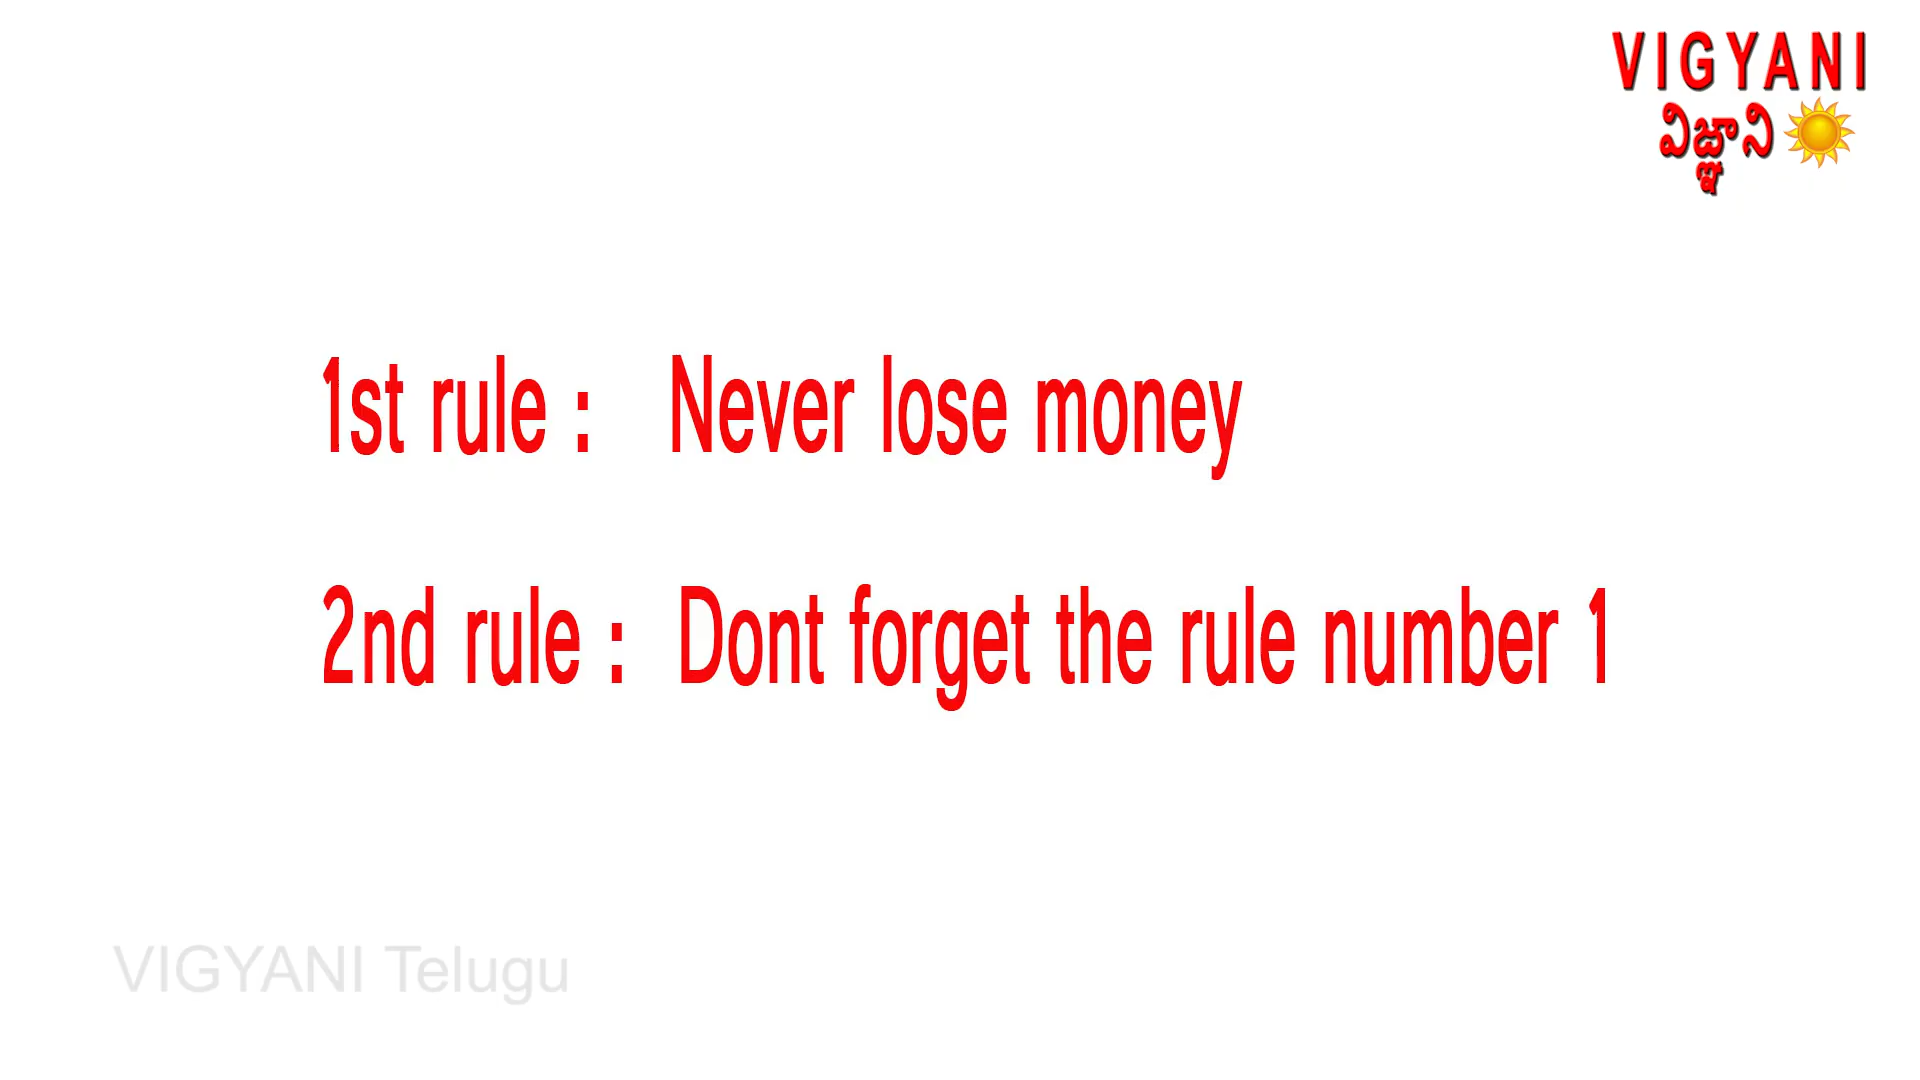 VIGYANI
విజ్ఞాని
1st rule : Never lose money
2nd rule : Dont forget the rule number 1
VIGYANI Telugu